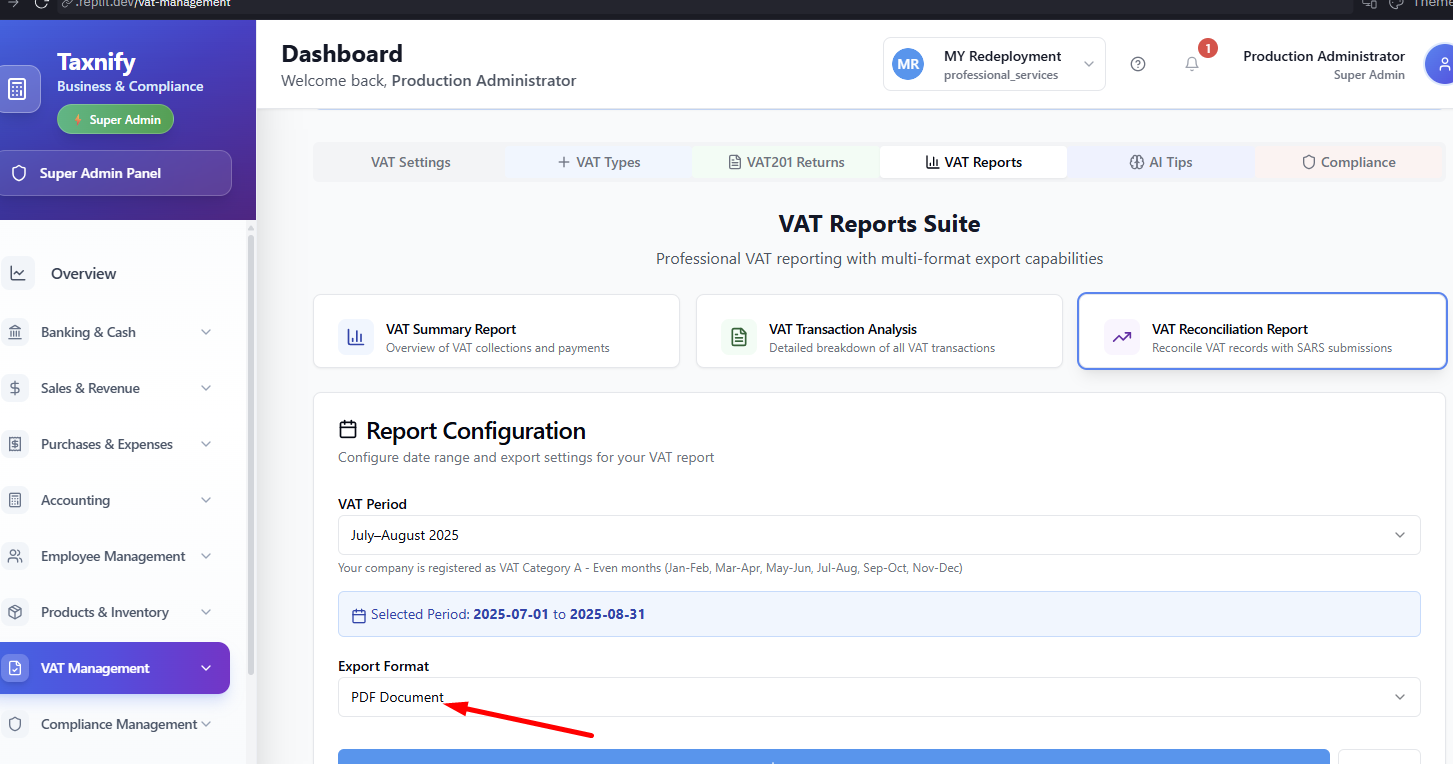 .replit.dev/vat-management
Taxnify
Business & Compliance
Super Admin
Super Admin Panel
Overview
Banking & Cash
Sales & Revenue
Purchases & Expenses
Accounting
Employee Management
Products & Inventory
VAT Management
Compliance Management
Dashboard
Welcome back, Production Administrator
MR
MY Redeployment
professional_services
1
Production Administrator
Super Admin
VAT Settings
VAT Types
VAT201 Returns
VAT Reports
AI Tips
Compliance
VAT Reports Suite
Professional VAT reporting with multi-format export capabilities
VAT Summary Report
Overview of VAT collections and payments
VAT Transaction Analysis
Detailed breakdown of all VAT transactions
VAT Reconciliation Report
Reconcile VAT records with SARS submissions
Report Configuration
Configure date range and export settings for your VAT report
VAT Period
July–August 2025
Your company is registered as VAT Category A - Even months (Jan-Feb, Mar-Apr, May-Jun, Jul-Aug, Sep-Oct, Nov-Dec)
Selected Period: 2025-07-01 to 2025-08-31
Export Format
PDF Document